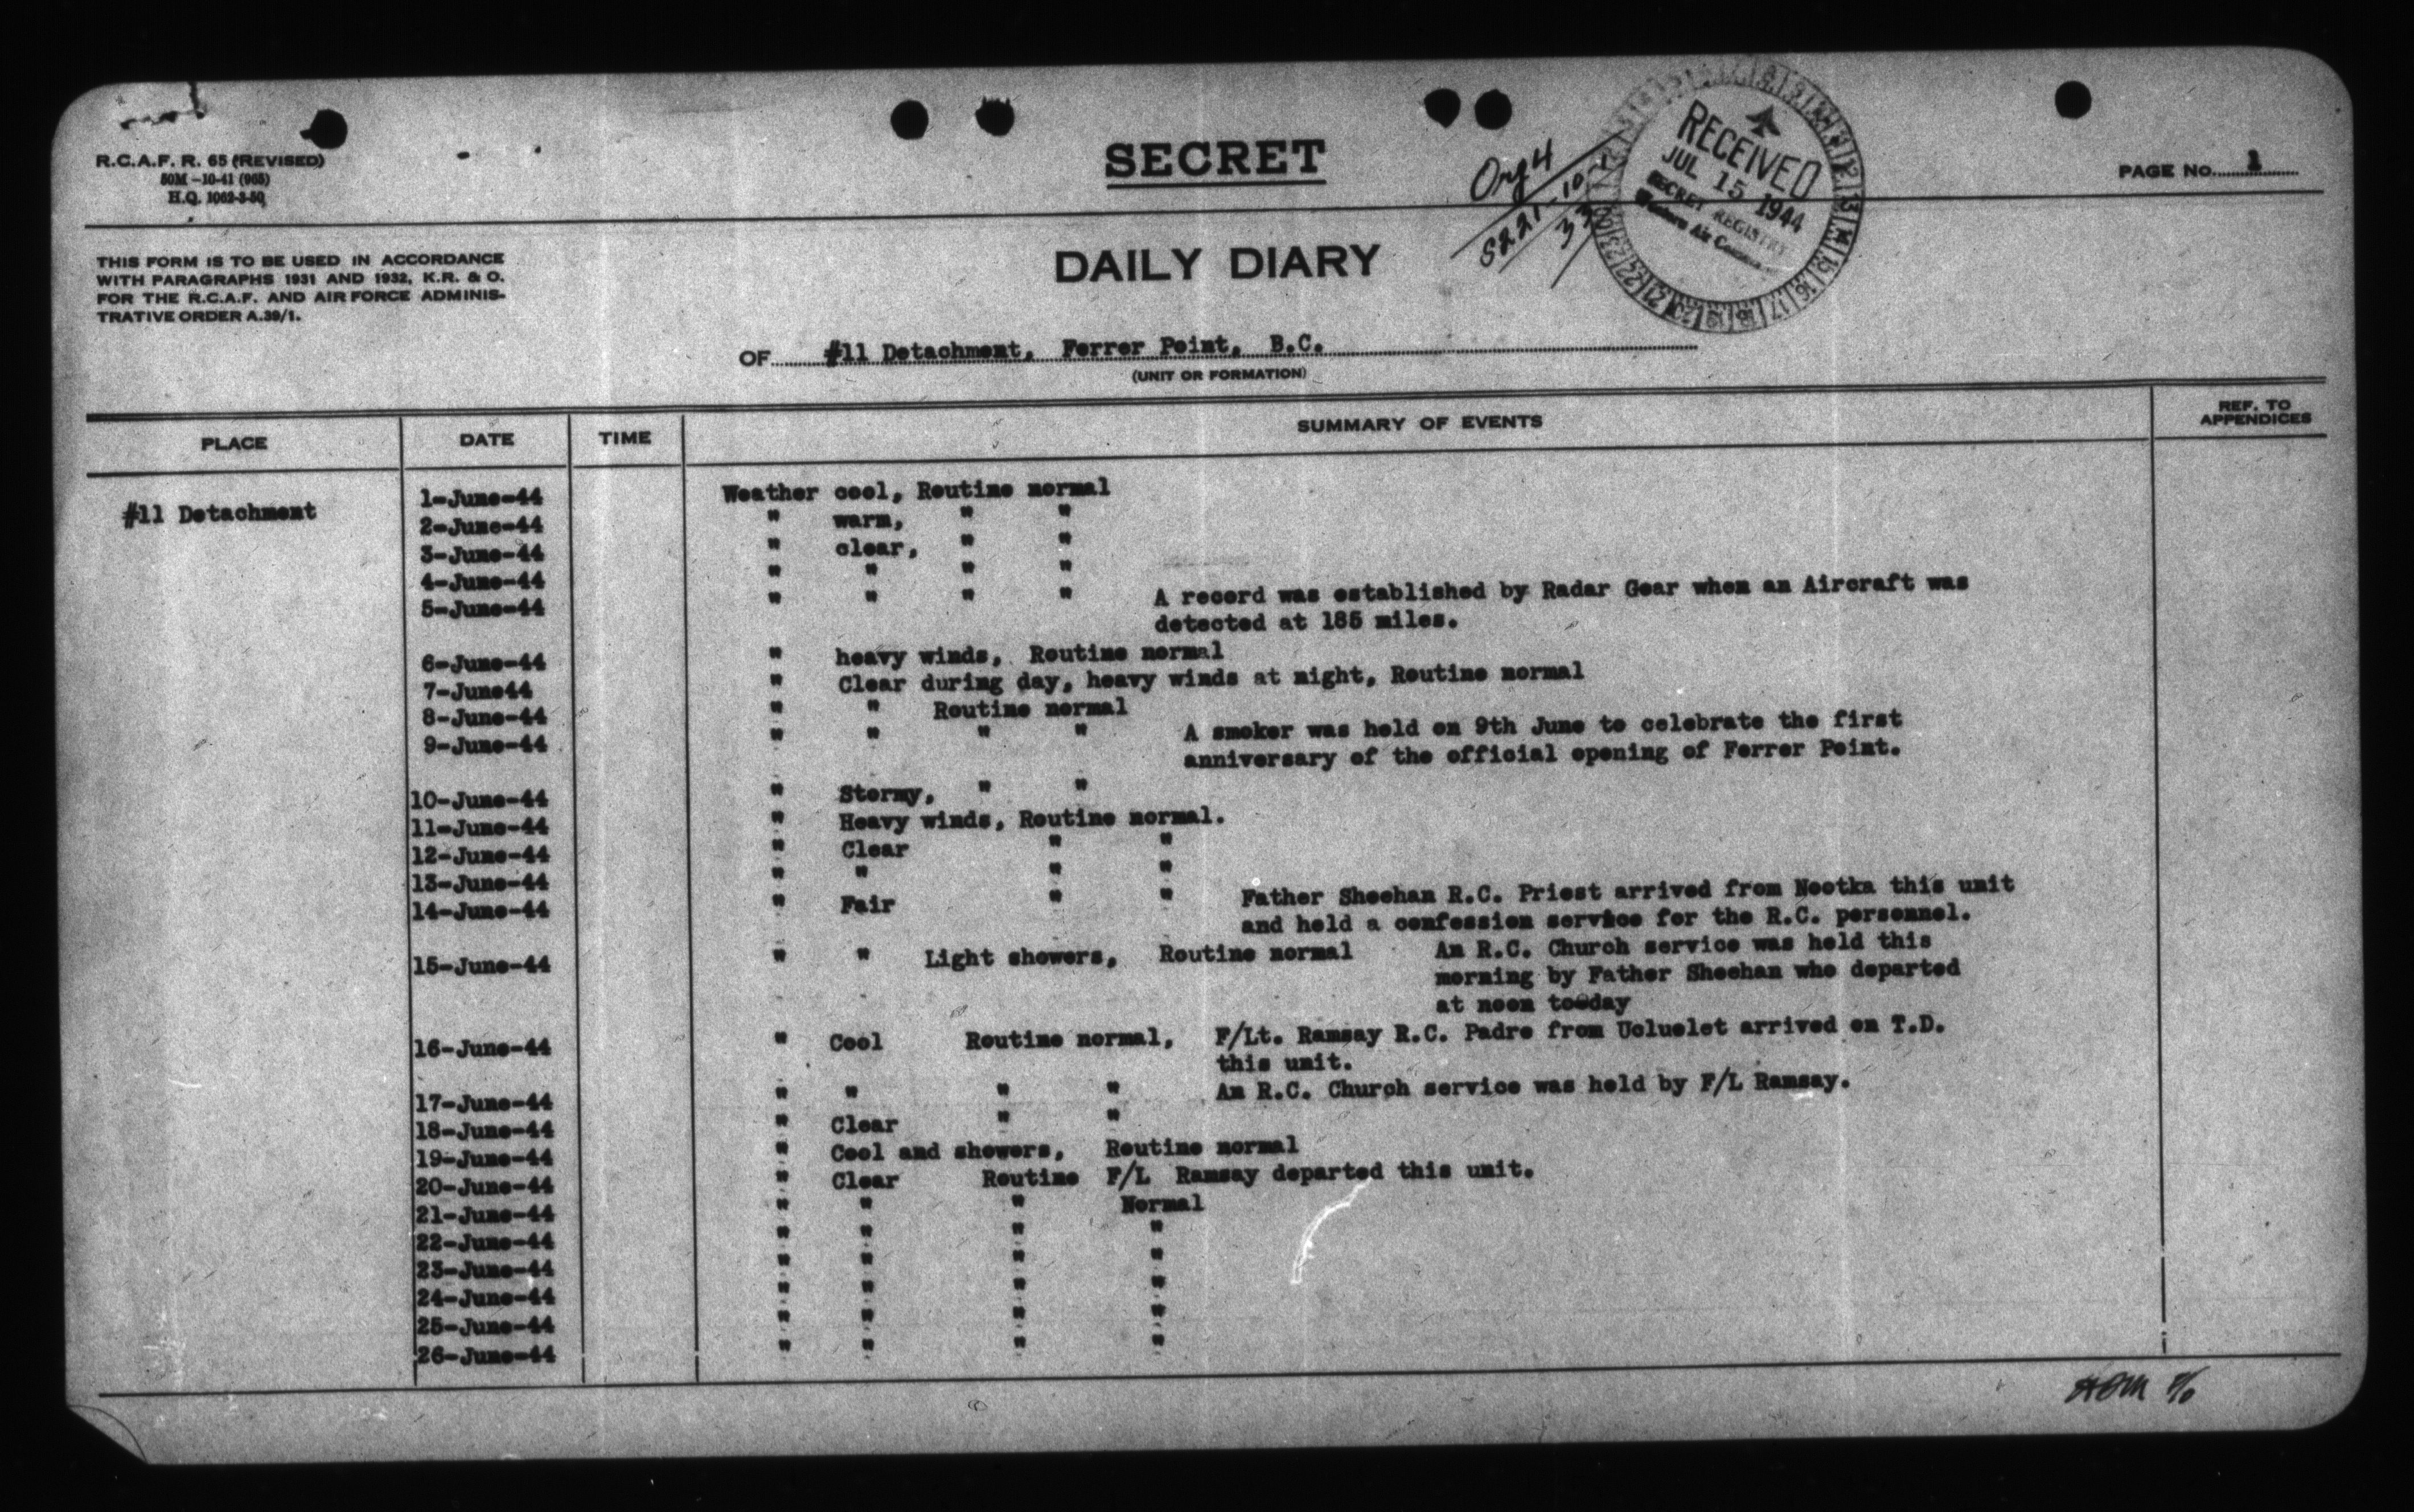 R.C.A.F. R. 65 (REVISED)
50M-10-41 (965)
H.Q. 1062-3-50
SECRET
Org 4
S221-10-
33
RECEIVED
JUL 15 1944
SECRET REGISTRY
Western Air
PAGE No. 1
THIS FORM IS TO BE USED IN ACCORDANCE
WITH PARAGRAPHS 1931 AND 1932, K.R. & O.
FOR THE R.C.A.F. AND AIR FORCE ADMINIS-
TRATIVE ORDER A.39/1.
DAILY DIARY
OF #11 Detachment, Ferrer Point, B.C.
(UNIT OR FORMATION)
PLACE DATE TIME SUMMARY OF EVENTS REF. TO
APPENDICES
#11 Detachment 1-June-44 Weather cool, Routine normal
2-June-44 " warm, " "
3-June-44 " clear, " "
4-June-44 " " " "
5-June-44 " " " " A record was established by Radar Gear when an Aircraft was
detected at 185 miles.
6-June-44 " heavy winds, Routine normal
7-June44 " Clear during day, heavy winds at night, Routine normal
8-June-44 " " Routine normal
9-June-44 " " " " A smoker was held on 9th June to celebrate the first
anniversary of the official opening of Ferrer Point.
10-June-44 " Stormy, " "
11-June-44 " Heavy winds, Routine normal.
12-June-44 " Clear " "
13-June-44 " " " "
14-June-44 " Fair " " Father Sheehan R.C. Priest arrived from Nootka this unit
and held a confession service for the R.C. personnel.
15-June-44 " " Light showers, Routine normal An R.C. Church service was held this
morning by Father Sheehan who departed
at noon today
16-June-44 " Cool Routine normal, F/Lt. Ramsay R.C. Padre from Ucluelet arrived on T.D.
this unit.
17-June-44 " " " " An R.C. Church service was held by F/L Ramsay.
18-June-44 " Clear " "
19-June-44 " Cool and showers, Routine normal
20-June-44 " Clear Routine F/L Ramsay departed this unit.
21-June-44 " " " Normal
22-June-44 " " " "
23-June-44 " " " "
24-June-44 " " " "
25-June-44 " " " "
26-June-44 " " " "